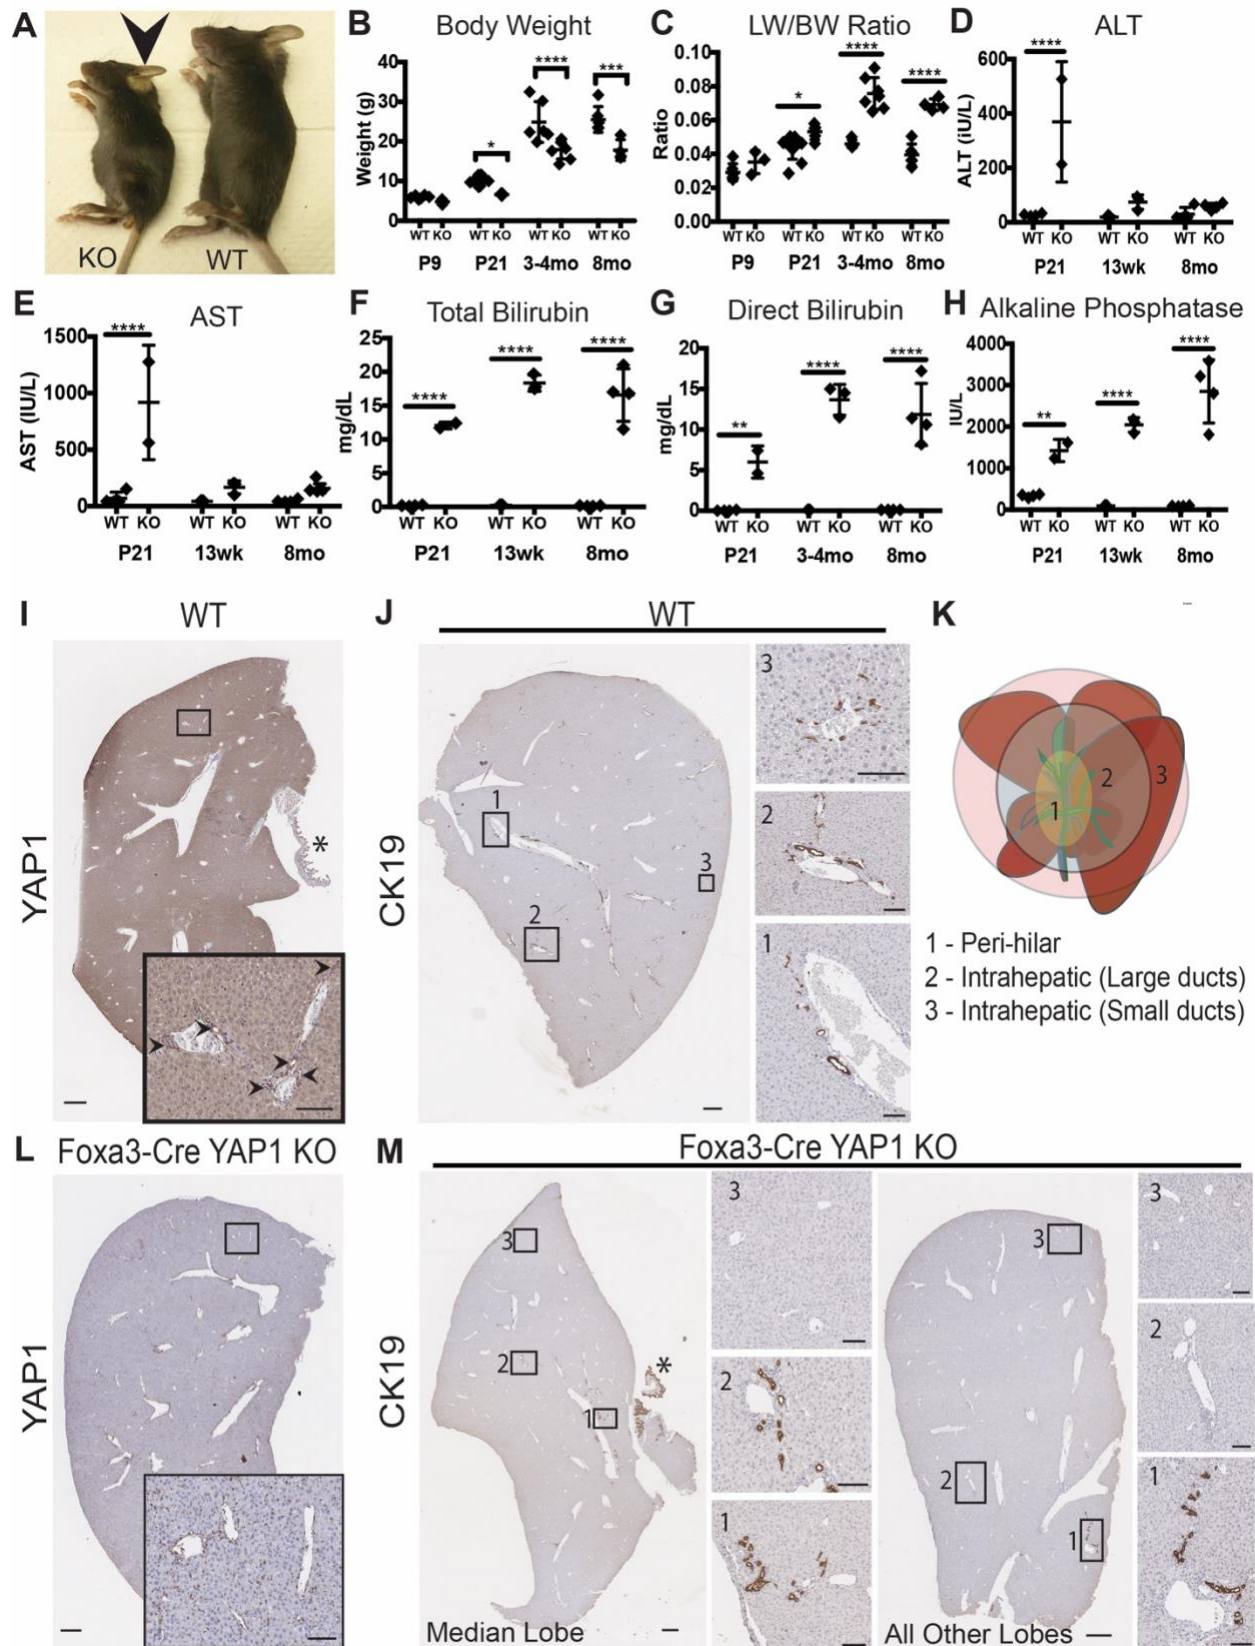 A
KO
WT
B Body Weight
Weight (g)
40
30
20
10
0
*
****
***
WT KO WT KO WT KO WT KO
P9 P21 3-4mo 8mo
C LW/BW Ratio
Ratio
0.10
0.08
0.06
0.04
0.02
0.00
*
****
****
WT KO WT KO WT KO WT KO
P9 P21 3-4mo 8mo
D ALT
ALT (iU/L)
600
400
200
0
****
WT KO WT KO WT KO
P21 13wk 8mo
E AST
AST (IU/L)
1500
1000
500
0
****
WT KO WT KO WT KO
P21 13wk 8mo
F Total Bilirubin
mg/dL
25
20
15
10
5
0
****
****
****
WT KO WT KO WT KO
P21 13wk 8mo
G Direct Bilirubin
mg/dL
20
15
10
5
0
**
****
****
WT KO WT KO WT KO
P21 3-4mo 8mo
H Alkaline Phosphatase
IU/L
4000
3000
2000
1000
0
**
****
****
WT KO WT KO WT KO
P21 13wk 8mo
I WT
YAP1
*
J WT
CK19
1
2
3
3
2
1
K
1
2
3
1 - Peri-hilar
2 - Intrahepatic (Large ducts)
3 - Intrahepatic (Small ducts)
L Foxa3-Cre YAP1 KO
YAP1
M Foxa3-Cre YAP1 KO
CK19
3
2
1
*
Median Lobe
3
2
1
3
2
1
All Other Lobes
3
2
1